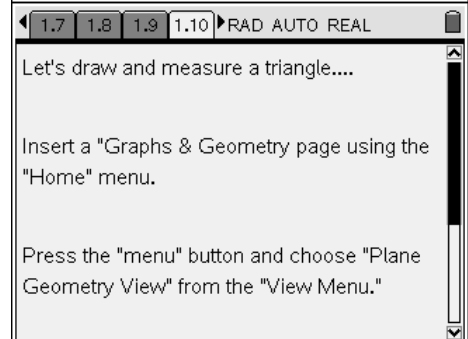 1.7 1.8 1.9 1.10 RAD AUTO REAL
Let's draw and measure a triangle....
Insert a "Graphs & Geometry page using the
"Home" menu.
Press the "menu" button and choose "Plane
Geometry View" from the "View Menu."